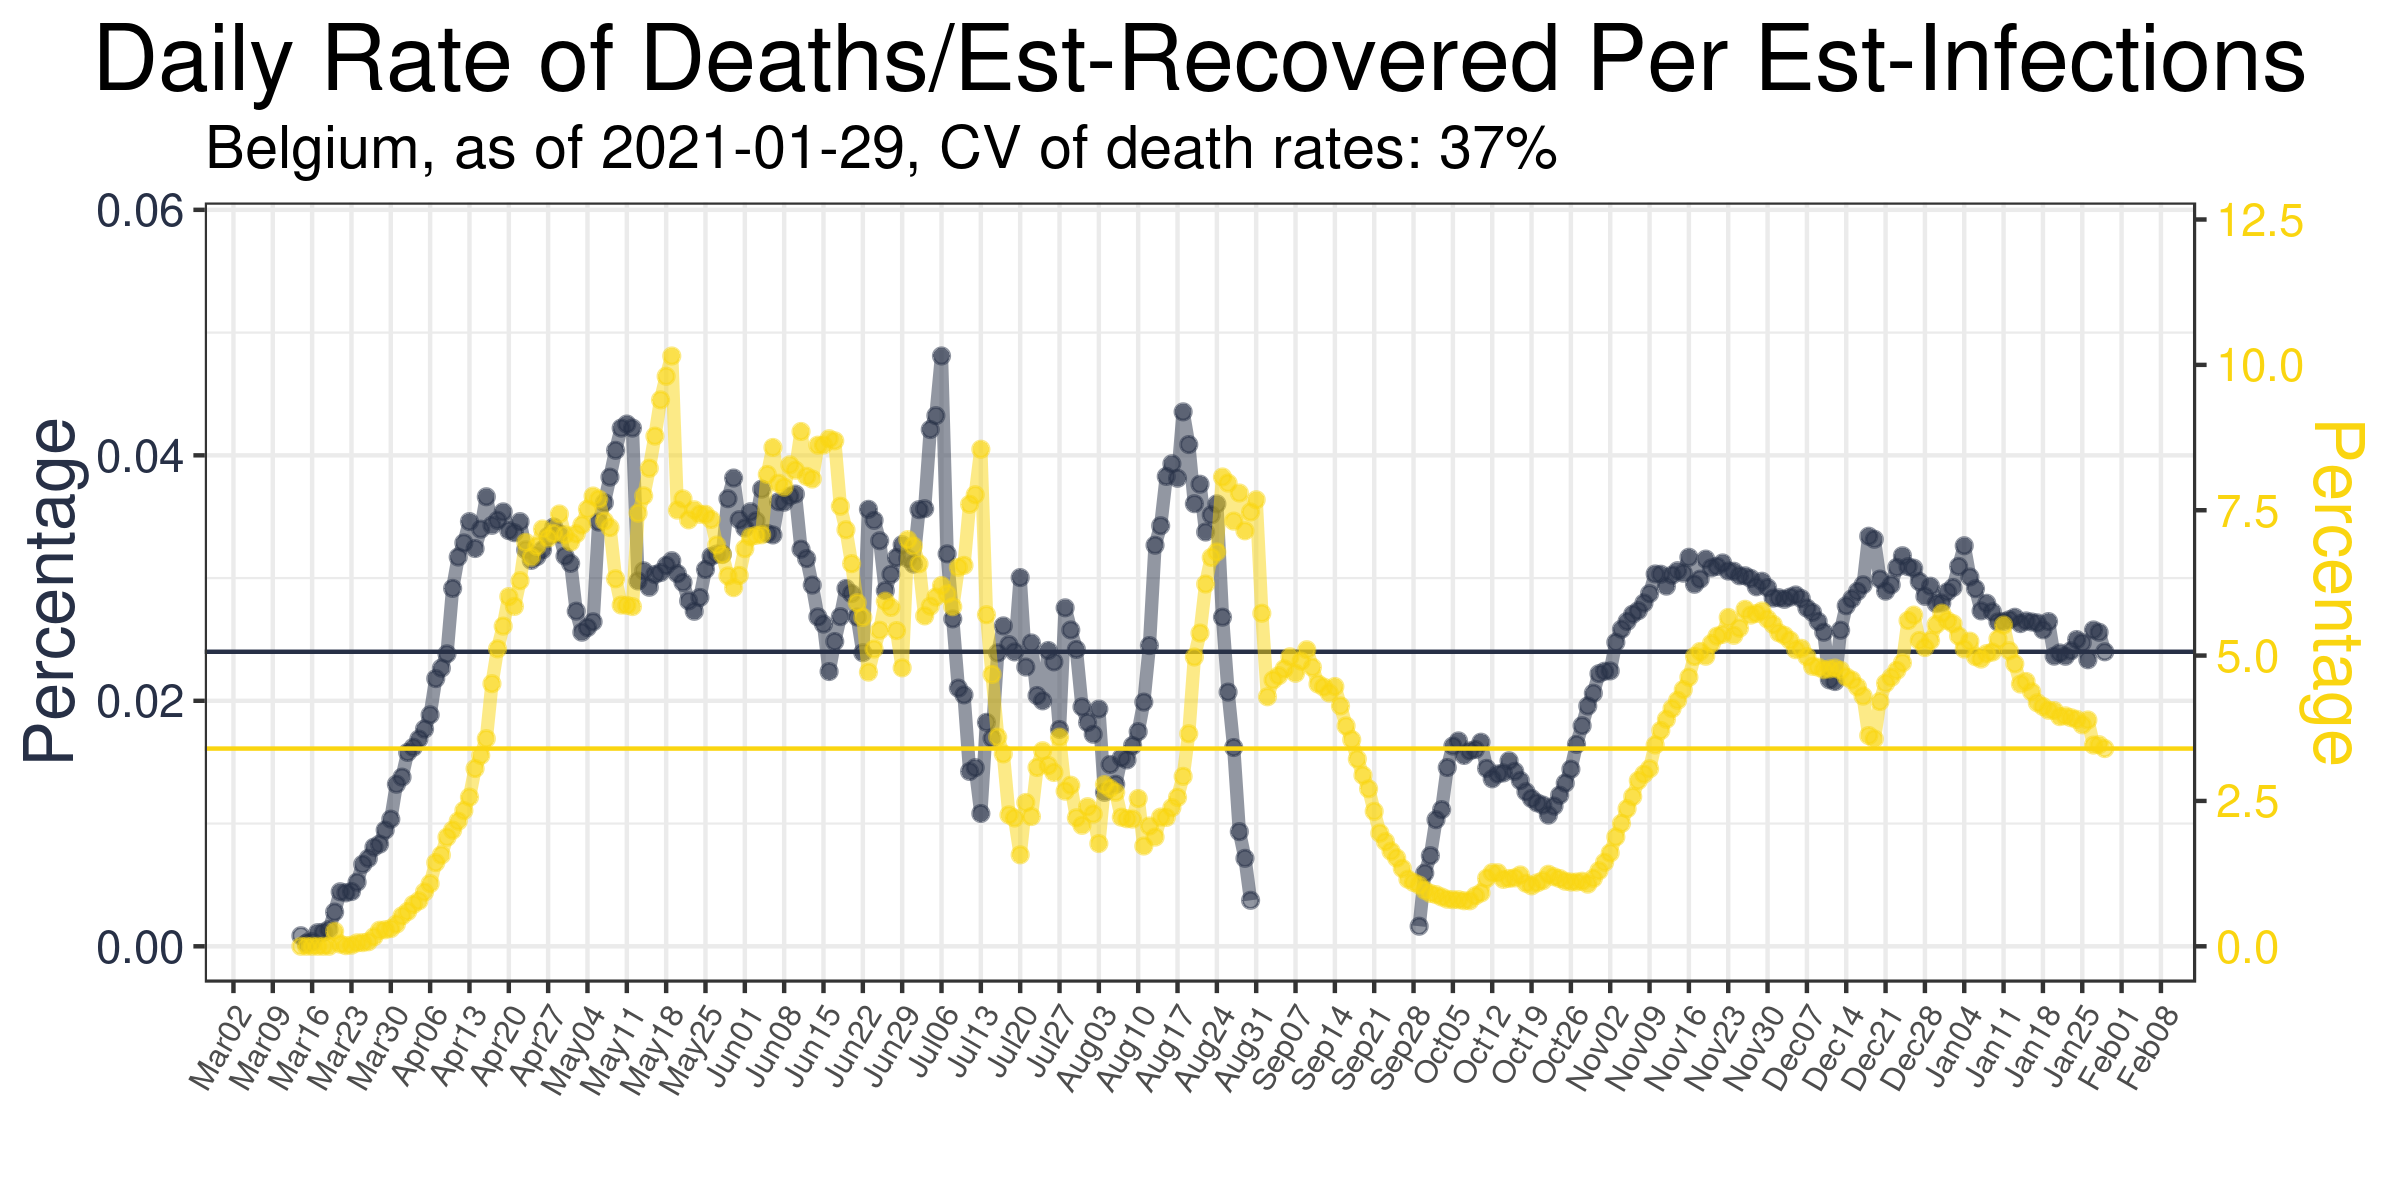 Daily Rate of Deaths/Est-Recovered Per Est-Infections
Belgium, as of 2021-01-29, CV of death rates: 37%
Percentage
0.06
0.04
0.02
0.00
12.5
10.0
7.5
5.0
2.5
0.0
Percentage
Mar02
Mar09
Mar16
Mar23
Mar30
Apr06
Apr13
Apr20
Apr27
May04
May11
May18
May25
Jun01
Jun08
Jun15
Jun22
Jun29
Jul06
Jul13
Jul20
Jul27
Aug03
Aug10
Aug17
Aug24
Aug31
Sep07
Sep14
Sep21
Sep28
Oct05
Oct12
Oct19
Oct26
Nov02
Nov09
Nov16
Nov23
Nov30
Dec07
Dec14
Dec21
Dec28
Jan04
Jan11
Jan18
Jan25
Feb01
Feb08